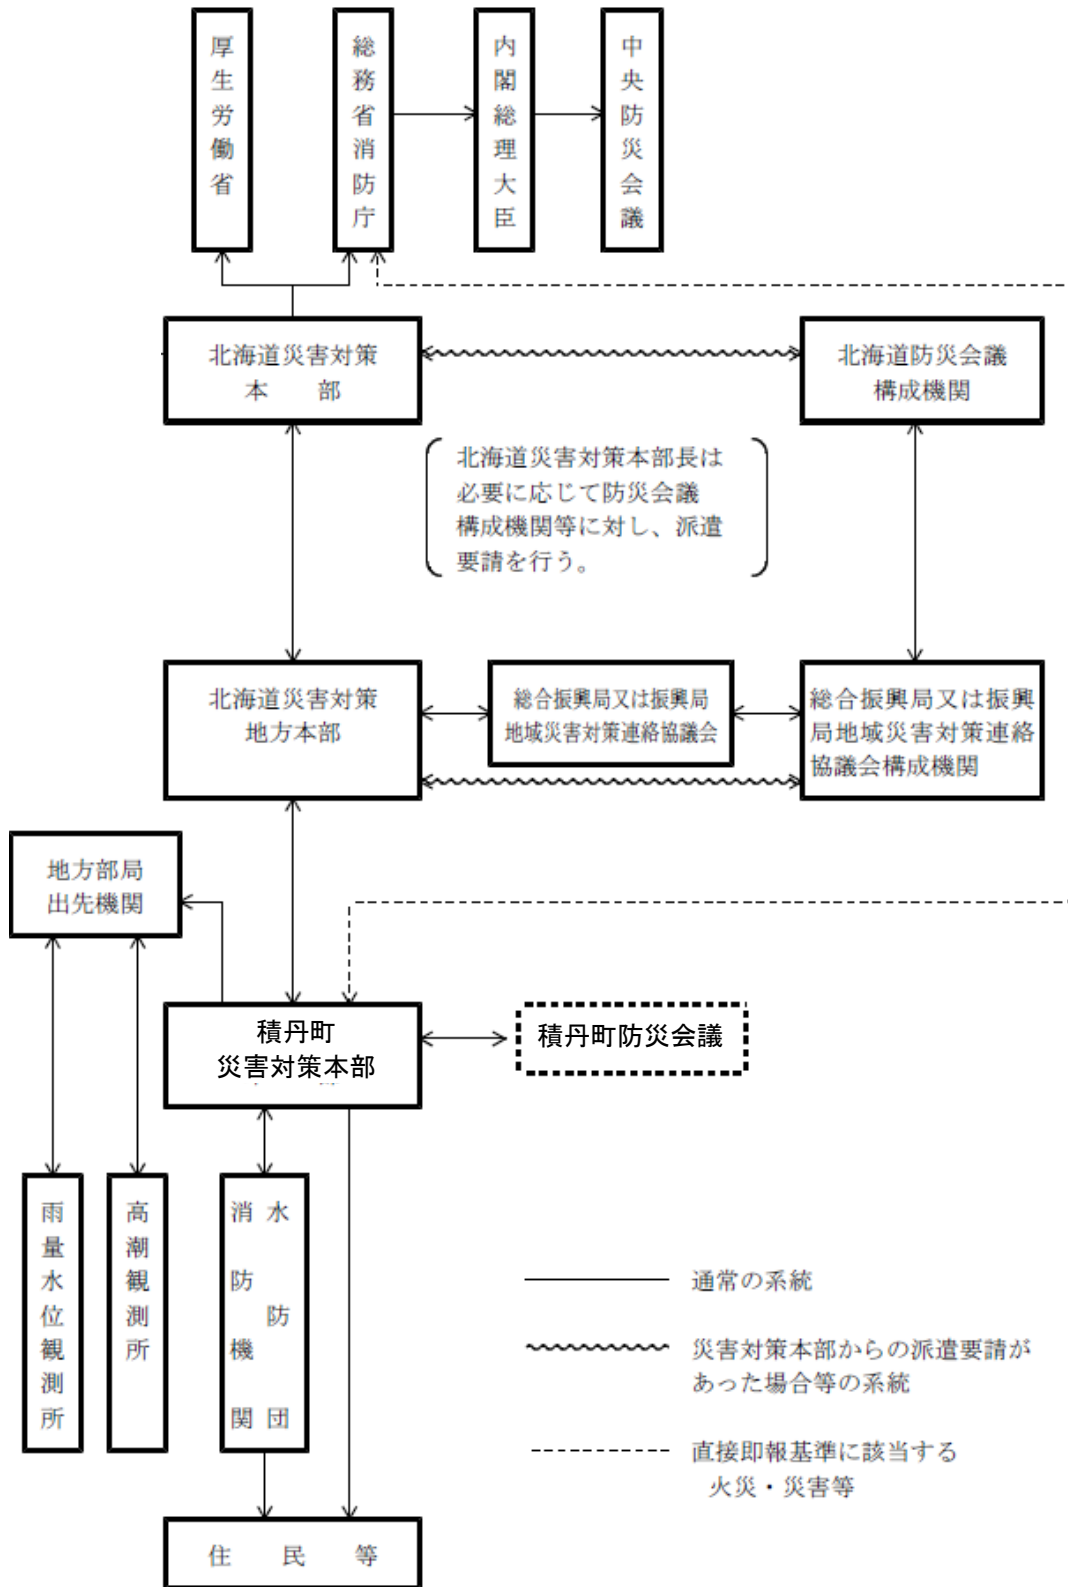 厚生労働省
総務省消防庁
内閣総理大臣
中央防災会議
北海道災害対策
本　部
北海道防災会議
構成機関
北海道災害対策本部長は
必要に応じて防災会議
構成機関等に対し、派遣
要請を行う。
北海道災害対策
地方本部
総合振興局又は振興局
地域災害対策連絡協議会
総合振興局又は振興
局地域災害対策連絡
協議会構成機関
地方部局
出先機関
積丹町
災害対策本部
積丹町防災会議
雨量水位観測所
高潮観測所
消防機関
水防団
通常の系統
災害対策本部からの派遣要請が
あった場合等の系統
直接即報基準に該当する
火災・災害等
住　民　等